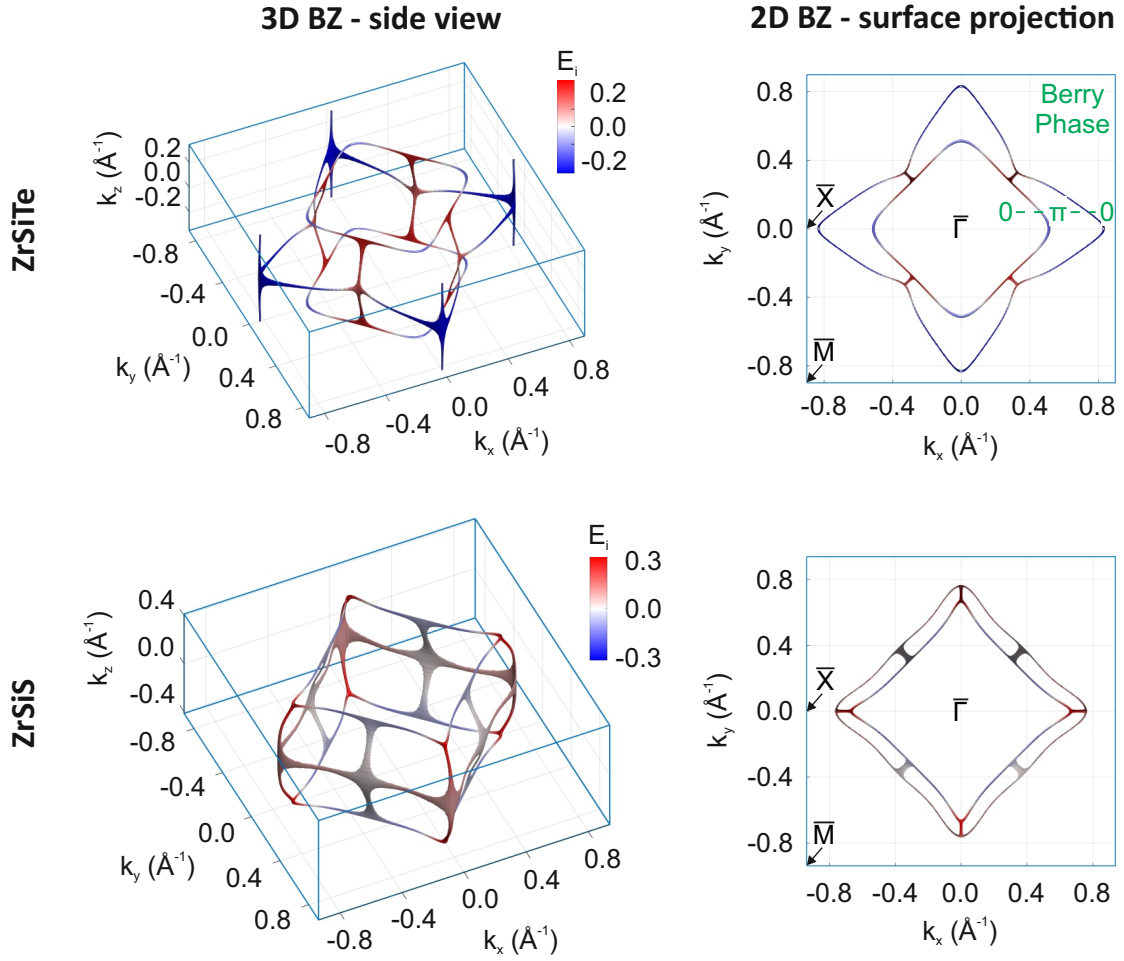 3D BZ - side view
2D BZ - surface projection
ZrSiTe
E_i
0.2
0.0
-0.2
k_z (Å⁻¹)
0.2
0.0
-0.2
-0.8
-0.4
0.0
0.4
0.8
k_y (Å⁻¹)
-0.8
-0.4
0.0
0.4
0.8
k_x (Å⁻¹)
Berry
Phase
0 - - π - - 0
X̅
Γ̅
M̅
k_y (Å⁻¹)
0.8
0.4
0.0
-0.4
-0.8
-0.8 -0.4 0.0 0.4 0.8
k_x (Å⁻¹)
ZrSiS
E_i
0.3
0.0
-0.3
k_z (Å⁻¹)
0.4
0.0
-0.4
-0.8
-0.4
0.0
0.4
0.8
k_y (Å⁻¹)
-0.8
-0.4
0.0
0.4
0.8
k_x (Å⁻¹)
X̅
Γ̅
M̅
k_y (Å⁻¹)
0.8
0.4
0.0
-0.4
-0.8
-0.8 -0.4 0.0 0.4 0.8
k_x (Å⁻¹)